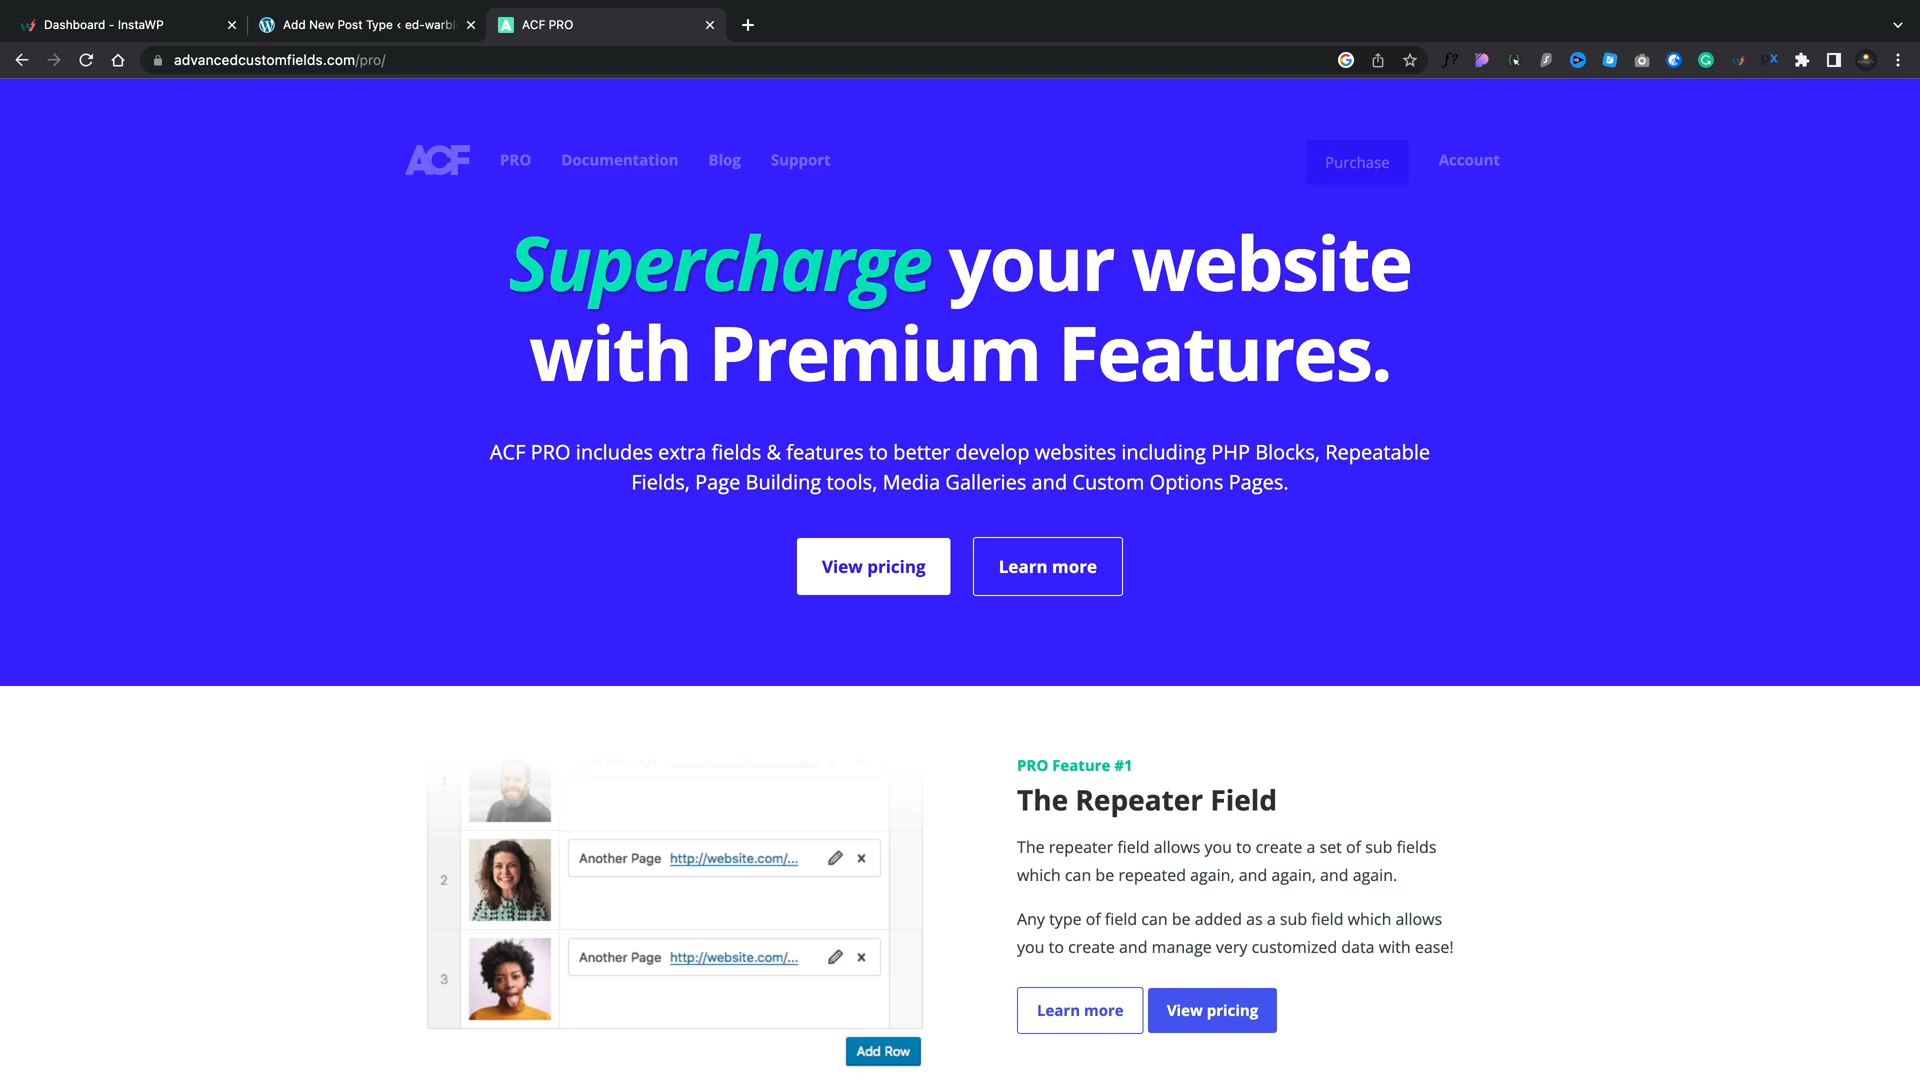 Dashboard - InstaWP
Add New Post Type ‹ ed-warbl
ACF PRO
advancedcustomfields.com/pro/
ACF
PRO
Documentation
Blog
Support
Purchase
Account
Supercharge your website
with Premium Features.
ACF PRO includes extra fields & features to better develop websites including PHP Blocks, Repeatable
Fields, Page Building tools, Media Galleries and Custom Options Pages.
View pricing
Learn more
1
2
Another Page http://website.com/...
3
Another Page http://website.com/...
Add Row
PRO Feature #1
The Repeater Field
The repeater field allows you to create a set of sub fields
which can be repeated again, and again, and again.
Any type of field can be added as a sub field which allows
you to create and manage very customized data with ease!
Learn more
View pricing